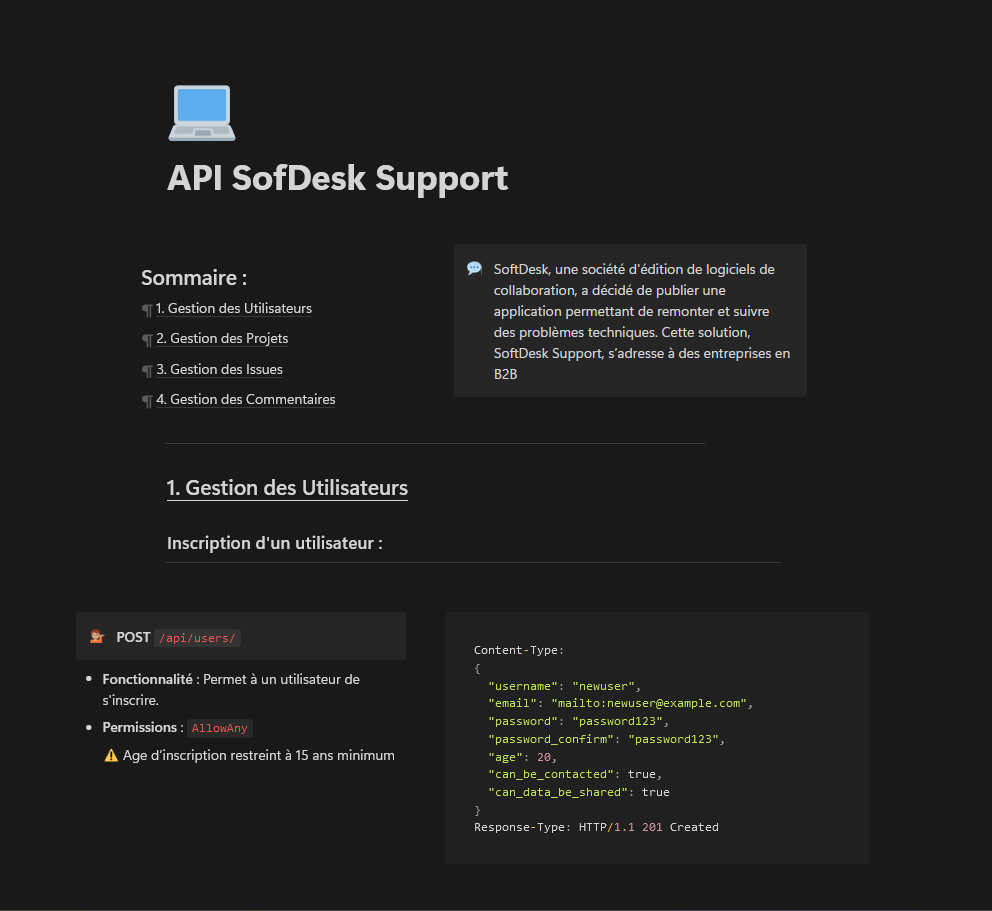 API SofDesk Support
Sommaire :
¶ 1. Gestion des Utilisateurs
¶ 2. Gestion des Projets
¶ 3. Gestion des Issues
¶ 4. Gestion des Commentaires
SoftDesk, une société d'édition de logiciels de
collaboration, a décidé de publier une
application permettant de remonter et suivre
des problèmes techniques. Cette solution,
SoftDesk Support, s’adresse à des entreprises en
B2B
1. Gestion des Utilisateurs
Inscription d'un utilisateur :
POST /api/users/
• Fonctionnalité : Permet à un utilisateur de
s'inscrire.
• Permissions : AllowAny
⚠️ Age d’inscription restreint à 15 ans minimum
Content-Type:
{
  "username": "newuser",
  "email": "mailto:newuser@example.com",
  "password": "password123",
  "password_confirm": "password123",
  "age": 20,
  "can_be_contacted": true,
  "can_data_be_shared": true
}
Response-Type: HTTP/1.1 201 Created